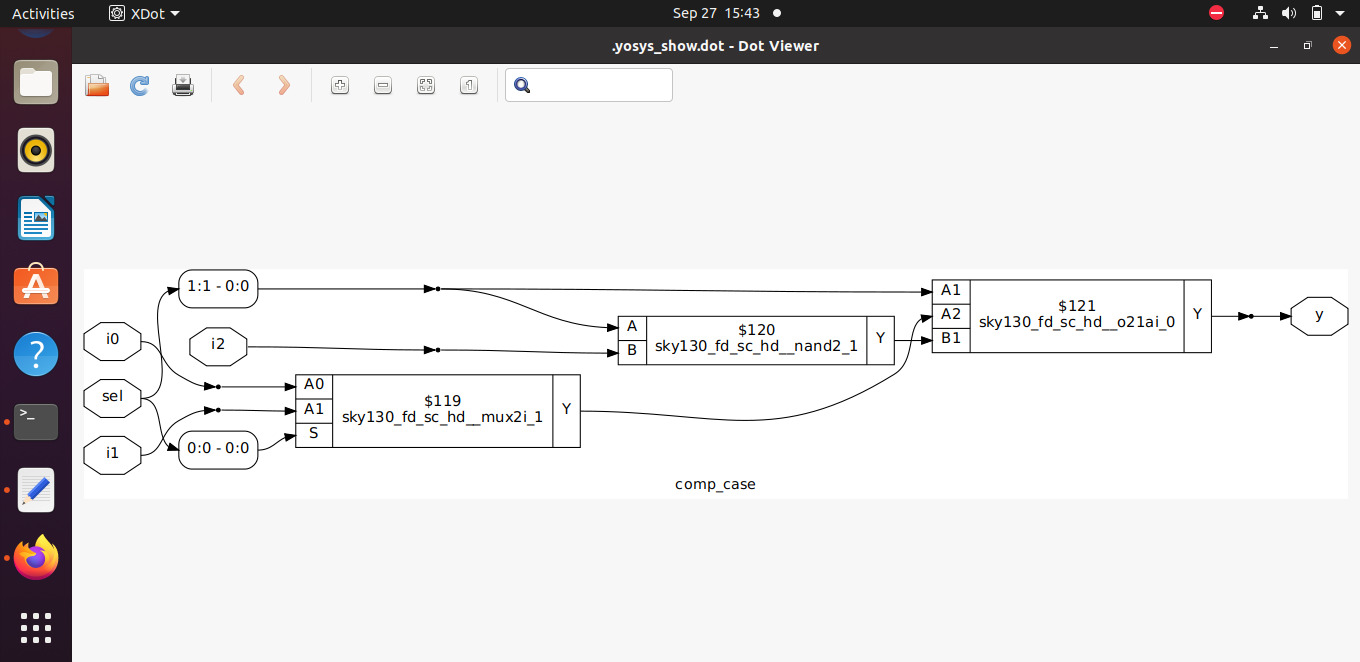 Activities XDot Sep 27 15:43
.yosys_show.dot - Dot Viewer
1
1:1 - 0:0
i0
i2
sel
i1
0:0 - 0:0
A0
A1
S
$119
sky130_fd_sc_hd__mux2i_1
Y
A
B
$120
sky130_fd_sc_hd__nand2_1
Y
A1
A2
B1
$121
sky130_fd_sc_hd__o21ai_0
Y
y
comp_case
?
>_